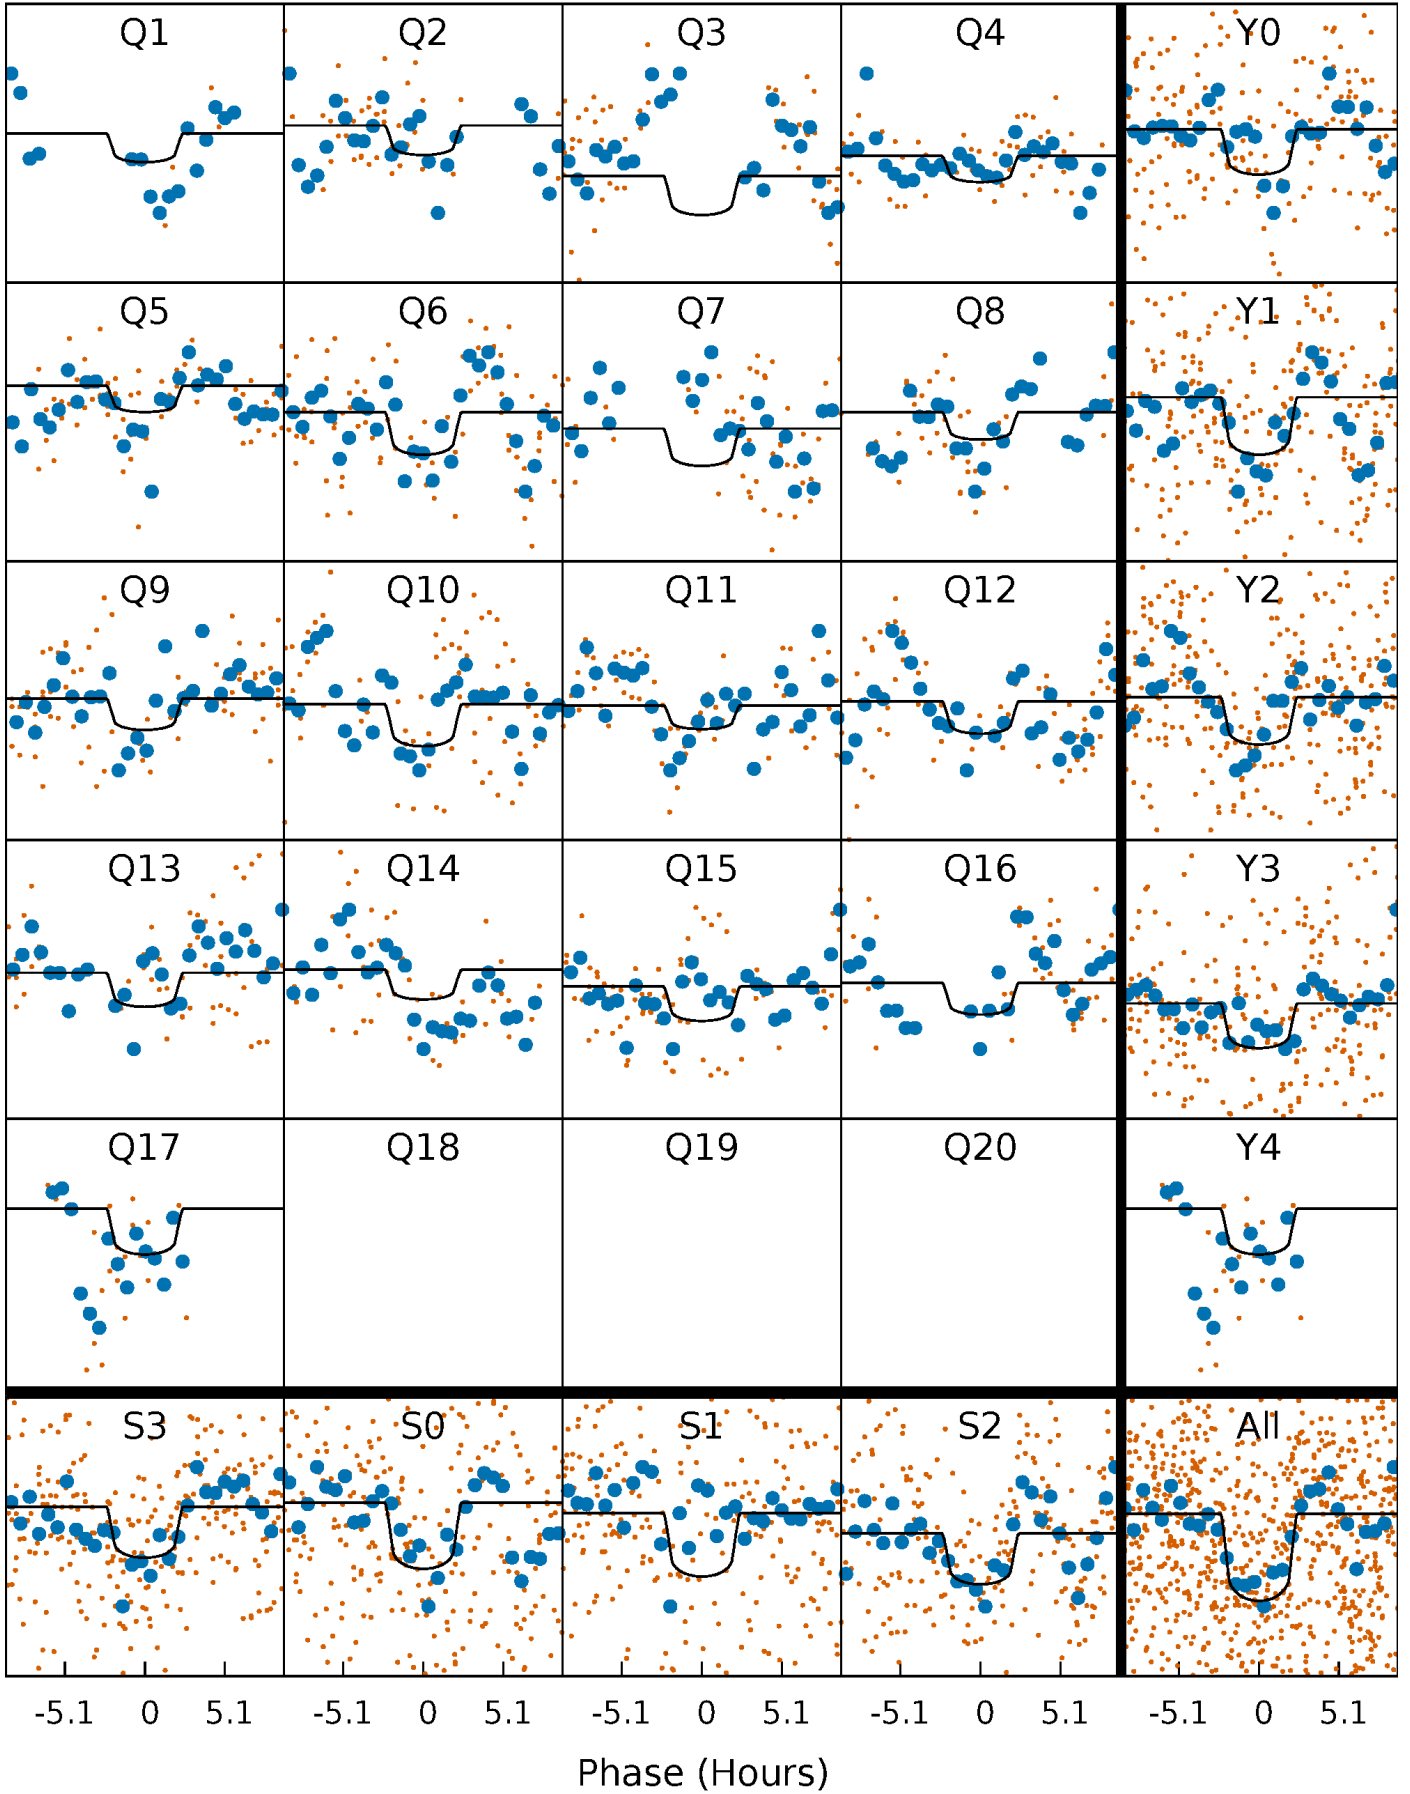 Q1 Q2 Q3 Q4 Y0
Q5 Q6 Q7 Q8 Y1
Q9 Q10 Q11 Q12 Y2
Q13 Q14 Q15 Q16 Y3
Q17 Q18 Q19 Q20 Y4
S3 S0 S1 S2 All
-5.1 0 5.1 -5.1 0 5.1 -5.1 0 5.1 -5.1 0 5.1 -5.1 0 5.1
Phase (Hours)